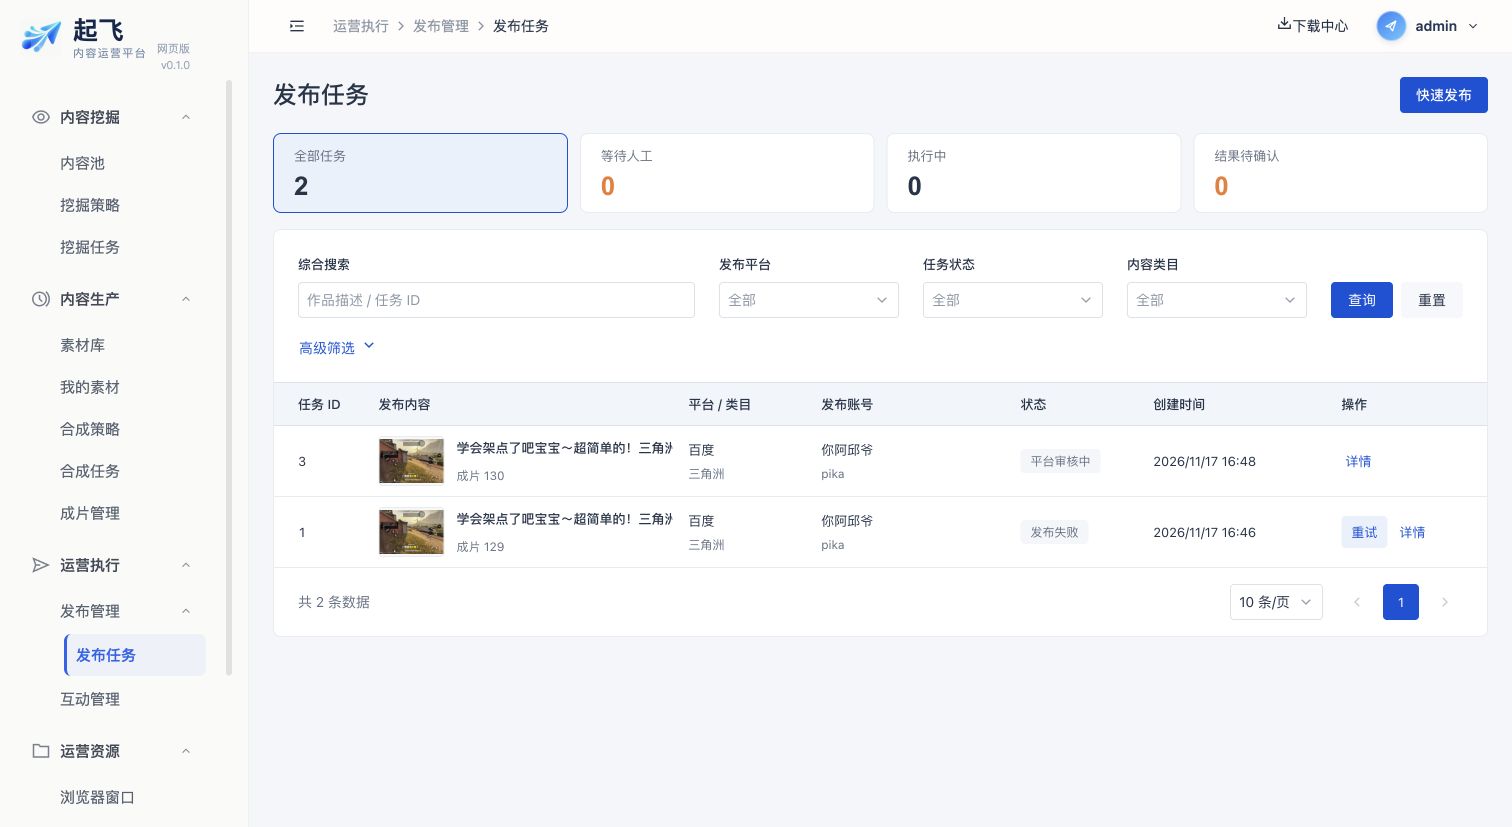 起飞
内容运营平台
网页版
v0.1.0
内容挖掘
内容池
挖掘策略
挖掘任务
内容生产
素材库
我的素材
合成策略
合成任务
成片管理
运营执行
发布管理
发布任务
互动管理
运营资源
浏览器窗口
运营执行 > 发布管理 > 发布任务
下载中心
admin
发布任务
快速发布
全部任务
2
等待人工
0
执行中
0
结果待确认
0
综合搜索
作品描述 / 任务 ID
发布平台
全部
任务状态
全部
内容类目
全部
查询
重置
高级筛选
任务 ID 发布内容 平台 / 类目 发布账号 状态 创建时间 操作
3
学会架点了吧宝宝～超简单的！三角洲
成片 130
百度
三角洲
你阿邱爷
pika
平台审核中
2026/11/17 16:48
详情
1
学会架点了吧宝宝～超简单的！三角洲
成片 129
百度
三角洲
你阿邱爷
pika
发布失败
2026/11/17 16:46
重试
详情
共 2 条数据
10 条/页
1